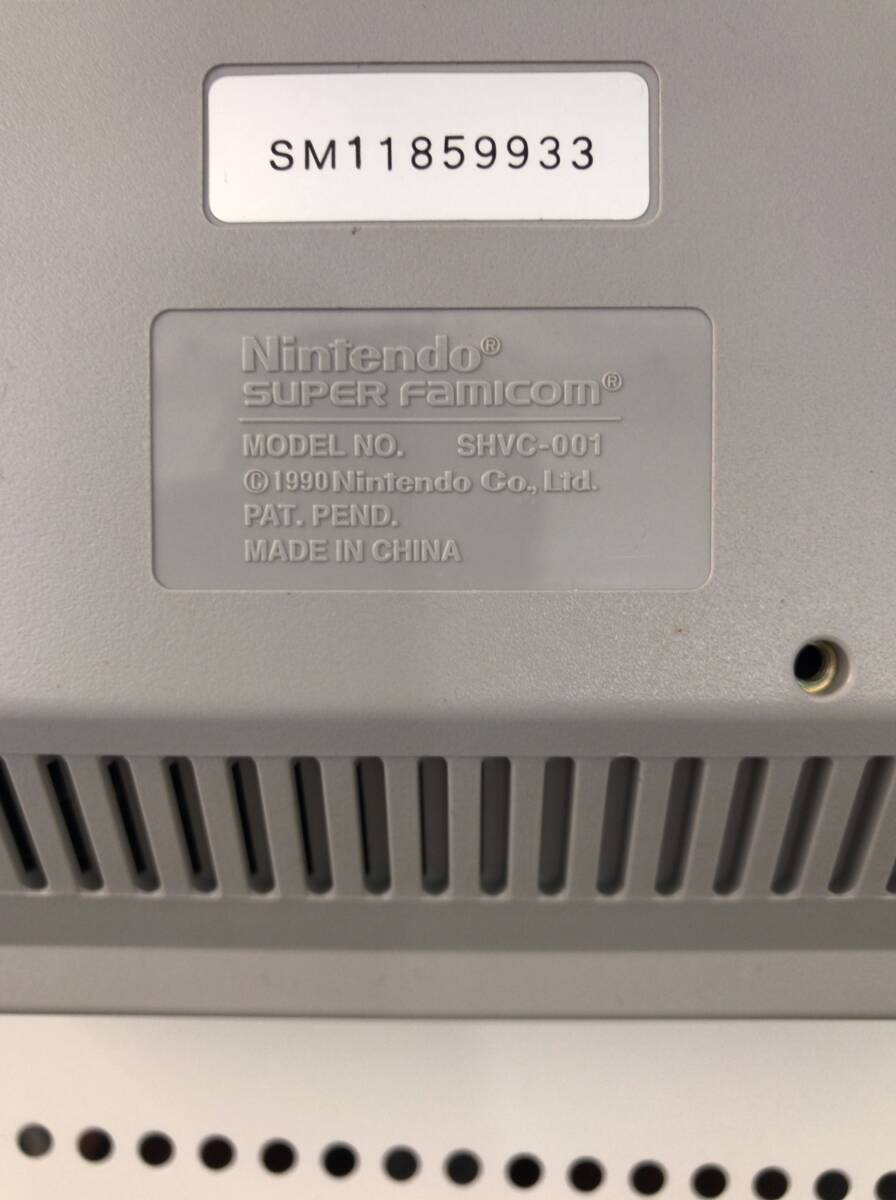 SM11859933
Nintendo®
SUPER FAMICOM®
MODEL NO. SHVC-001
©1990 Nintendo Co., Ltd.
PAT. PEND.
MADE IN CHINA